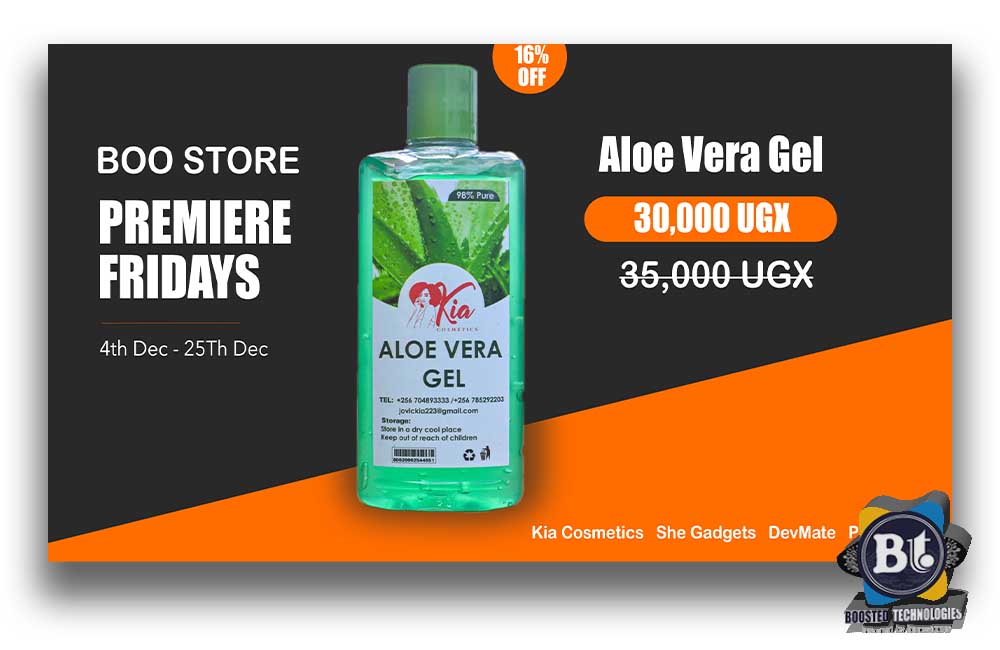 16%
OFF
BOO STORE
PREMIERE
FRIDAYS
4th Dec - 25Th Dec
98% Pure
Kia
COSMETICS
ALOE VERA
GEL
TEL: +256 704893333 /+256 785292203
jovickia223@gmail.com
Storage:
Store in a dry cool place
Keep out of reach of children
Aloe Vera Gel
30,000 UGX
35,000 UGX
Kia Cosmetics She Gadgets DevMate
Bt.
BOOSTED TECHNOLOGIES